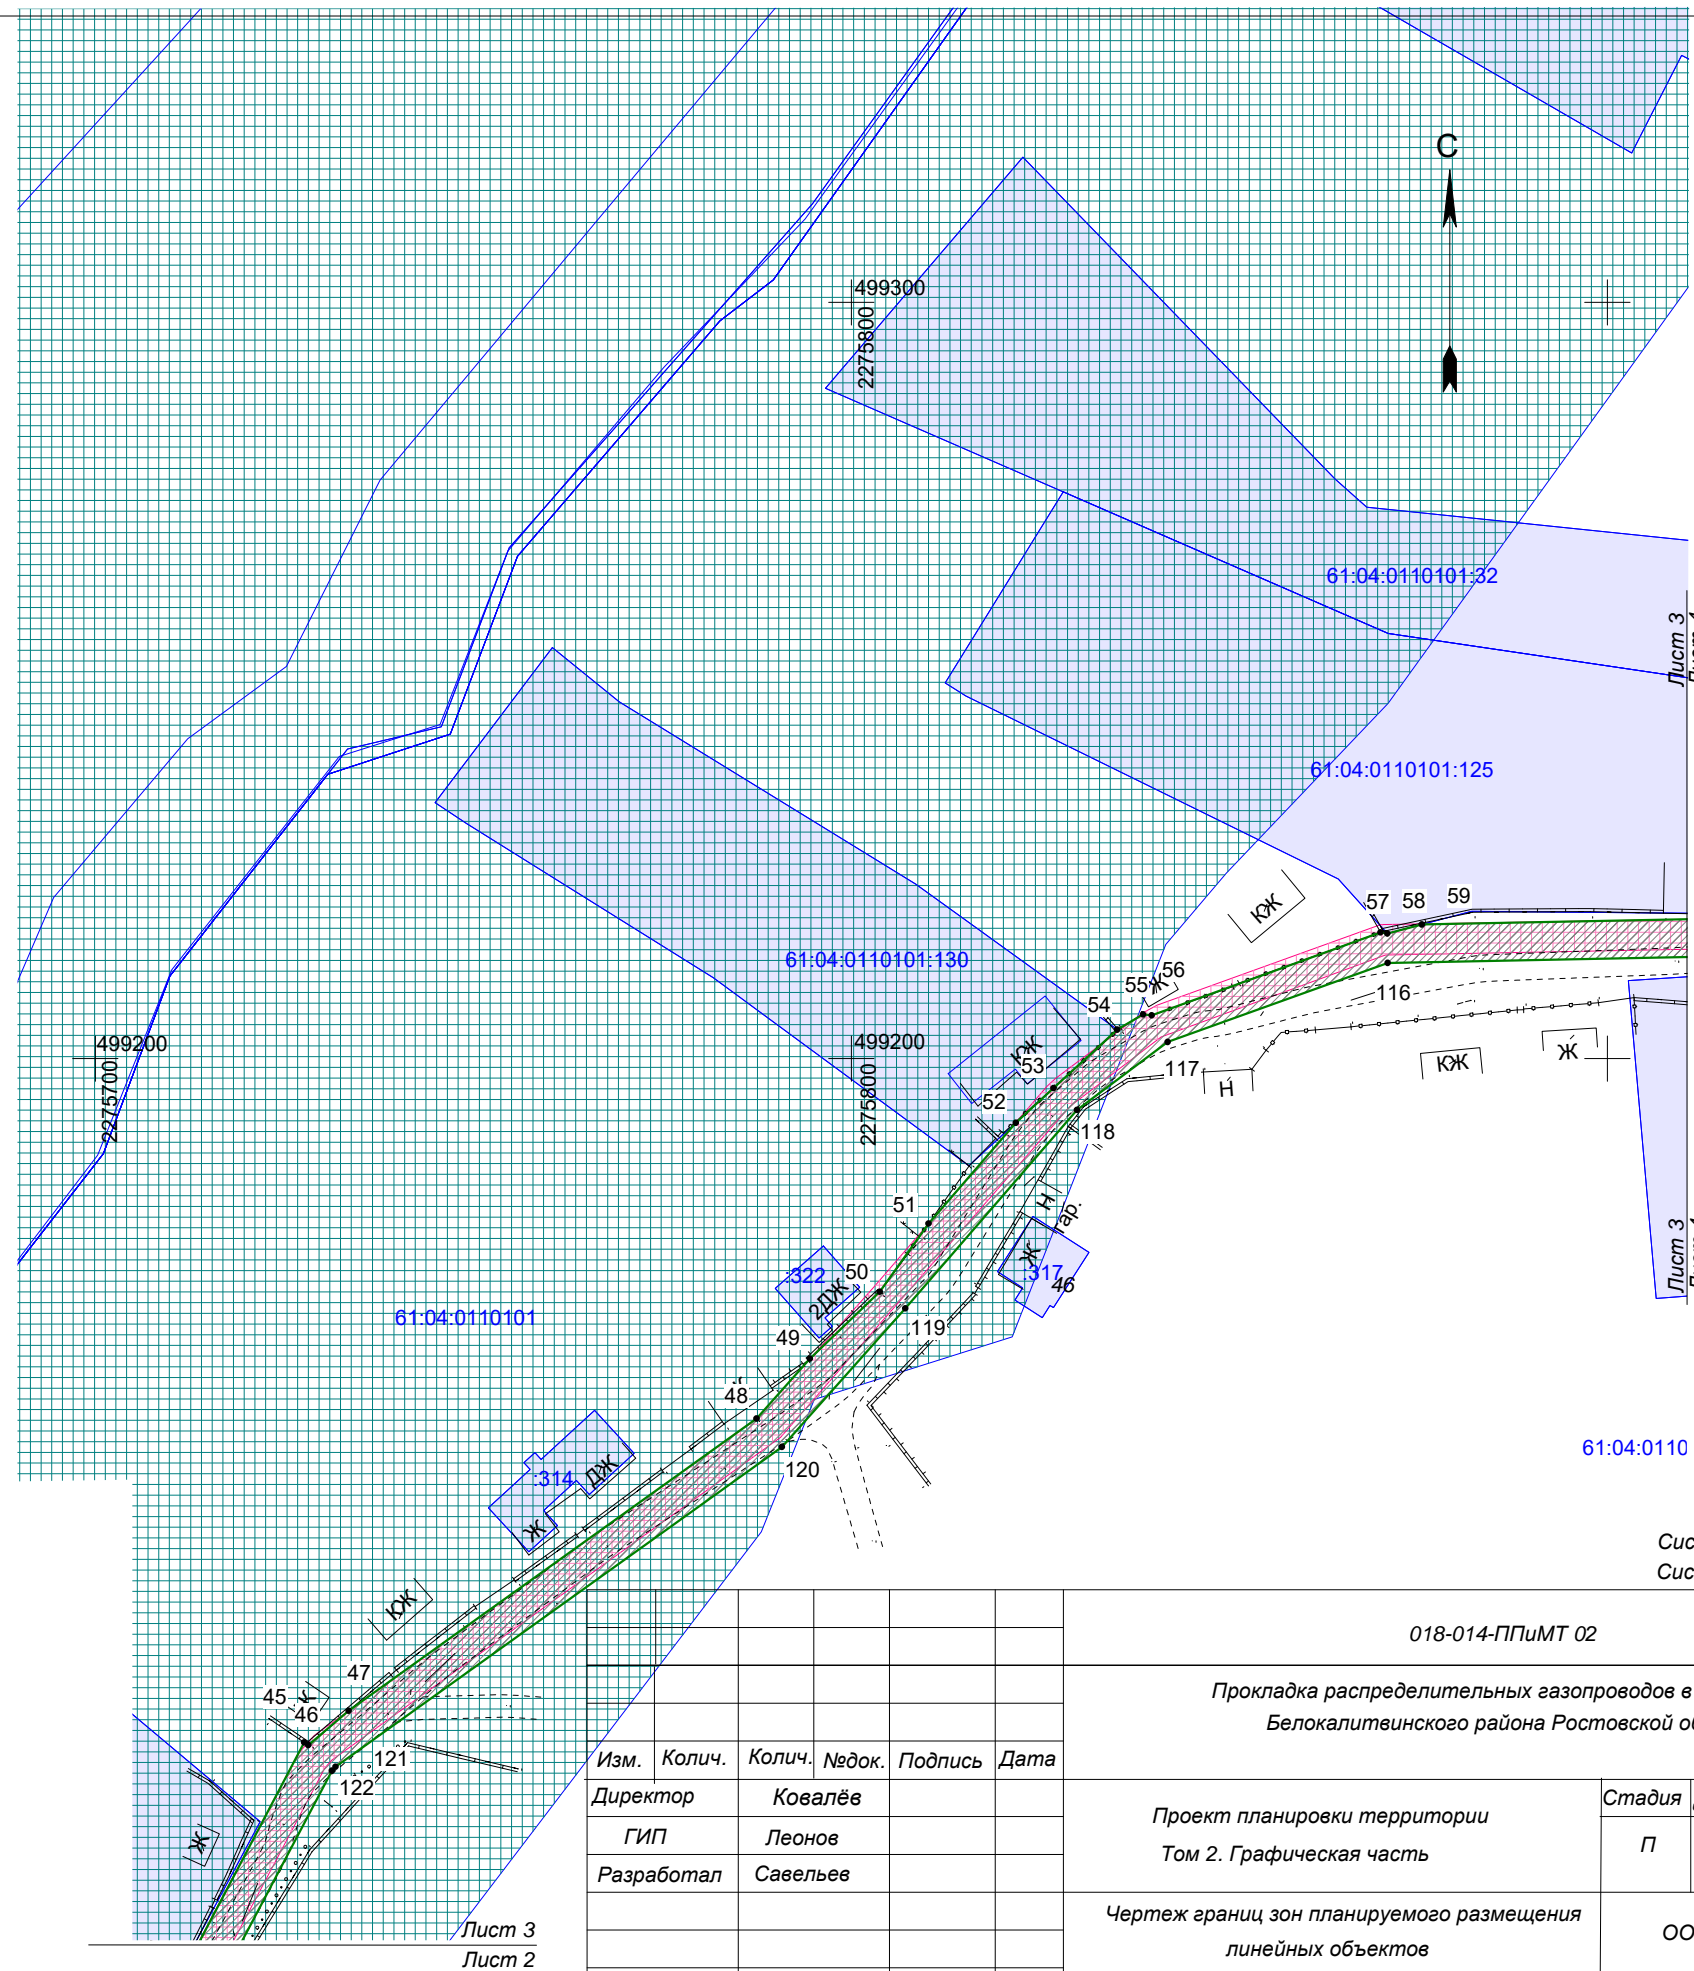 С
499300
2275800
61:04:0110101:32
Лист 3
61:04:0110101:125
КЖ
57
58
59
61:04:0110101:130
54
55
Ж
56
116
499200
2275700
499200
2275800
КЖ
53
52
117
Н
КЖ
Ж
118
51
Н
гар.
Ж
:317
46
Лист 3
:322
50
2ДЖ
61:04:0110101
49
119
48
120
:314
ДЖ
Ж
61:04:0110
КЖ
Сис
Сис
45
К
46
47
121
122
Ж
Лист 3
Лист 2
018-014-ППиМТ 02
Прокладка распределительных газопроводов в
Белокалитвинского района Ростовской об
Изм. Колич. Колич. №док. Подпись Дата
Директор Ковалёв
ГИП Леонов
Разработал Савельев
Проект планировки территории
Том 2. Графическая часть
Стадия
П
Чертеж границ зон планируемого размещения
линейных объектов
ОО